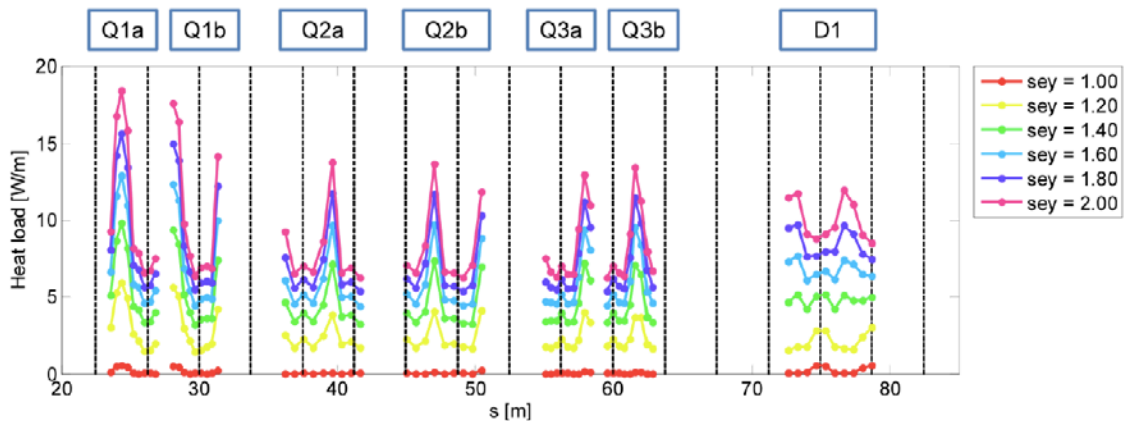 Q1a Q1b Q2a Q2b Q3a Q3b D1
20
15
10
5
0
Heat load [W/m]
20 30 40 50 60 70 80
s [m]
sey = 1.00
sey = 1.20
sey = 1.40
sey = 1.60
sey = 1.80
sey = 2.00